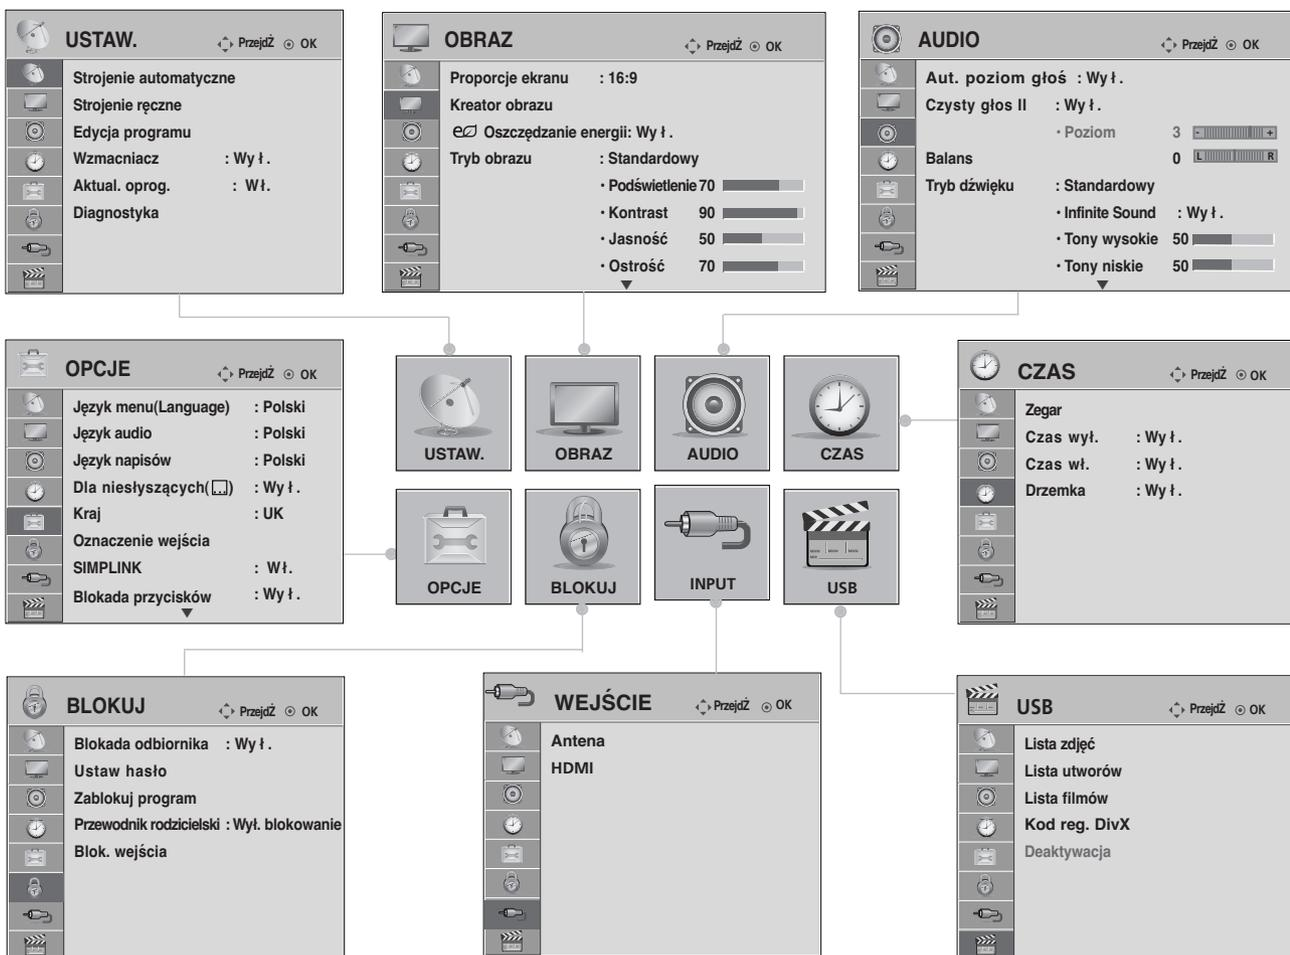 USTAW.
PrzejdŹ OK
Strojenie automatyczne
Strojenie ręczne
Edycja programu
Wzmacniacz : Wył.
Aktual. oprog. : Wł.
Diagnostyka
OBRAZ
PrzejdŹ OK
Proporcje ekranu : 16:9
Kreator obrazu
Oszczędzanie energii: Wył.
Tryb obrazu : Standardowy
• Podświetlenie 70
• Kontrast 90
• Jasność 50
• Ostrość 70
AUDIO
PrzejdŹ OK
Aut. poziom głoś : Wył.
Czysty głos II : Wył.
• Poziom 3 - +
Balans 0 L R
Tryb dźwięku : Standardowy
• Infinite Sound : Wył.
• Tony wysokie 50
• Tony niskie 50
OPCJE
PrzejdŹ OK
Język menu(Language) : Polski
Język audio : Polski
Język napisów : Polski
Dla niesłyszących( ) : Wył.
Kraj : UK
Oznaczenie wejścia
SIMPLINK : Wł.
Blokada przycisków : Wył.
USTAW.
OBRAZ
AUDIO
CZAS
OPCJE
BLOKUJ
INPUT
USB
CZAS
PrzejdŹ OK
Zegar
Czas wył. : Wył.
Czas wł. : Wył.
Drzemka : Wył.
BLOKUJ
PrzejdŹ OK
Blokada odbiornika : Wył.
Ustaw hasło
Zablokuj program
Przewodnik rodzicielski : Wył. blokowanie
Blok. wejścia
WEJŚCIE
PrzejdŹ OK
Antena
HDMI
USB
PrzejdŹ OK
Lista zdjęć
Lista utworów
Lista filmów
Kod reg. DivX
Deaktywacja